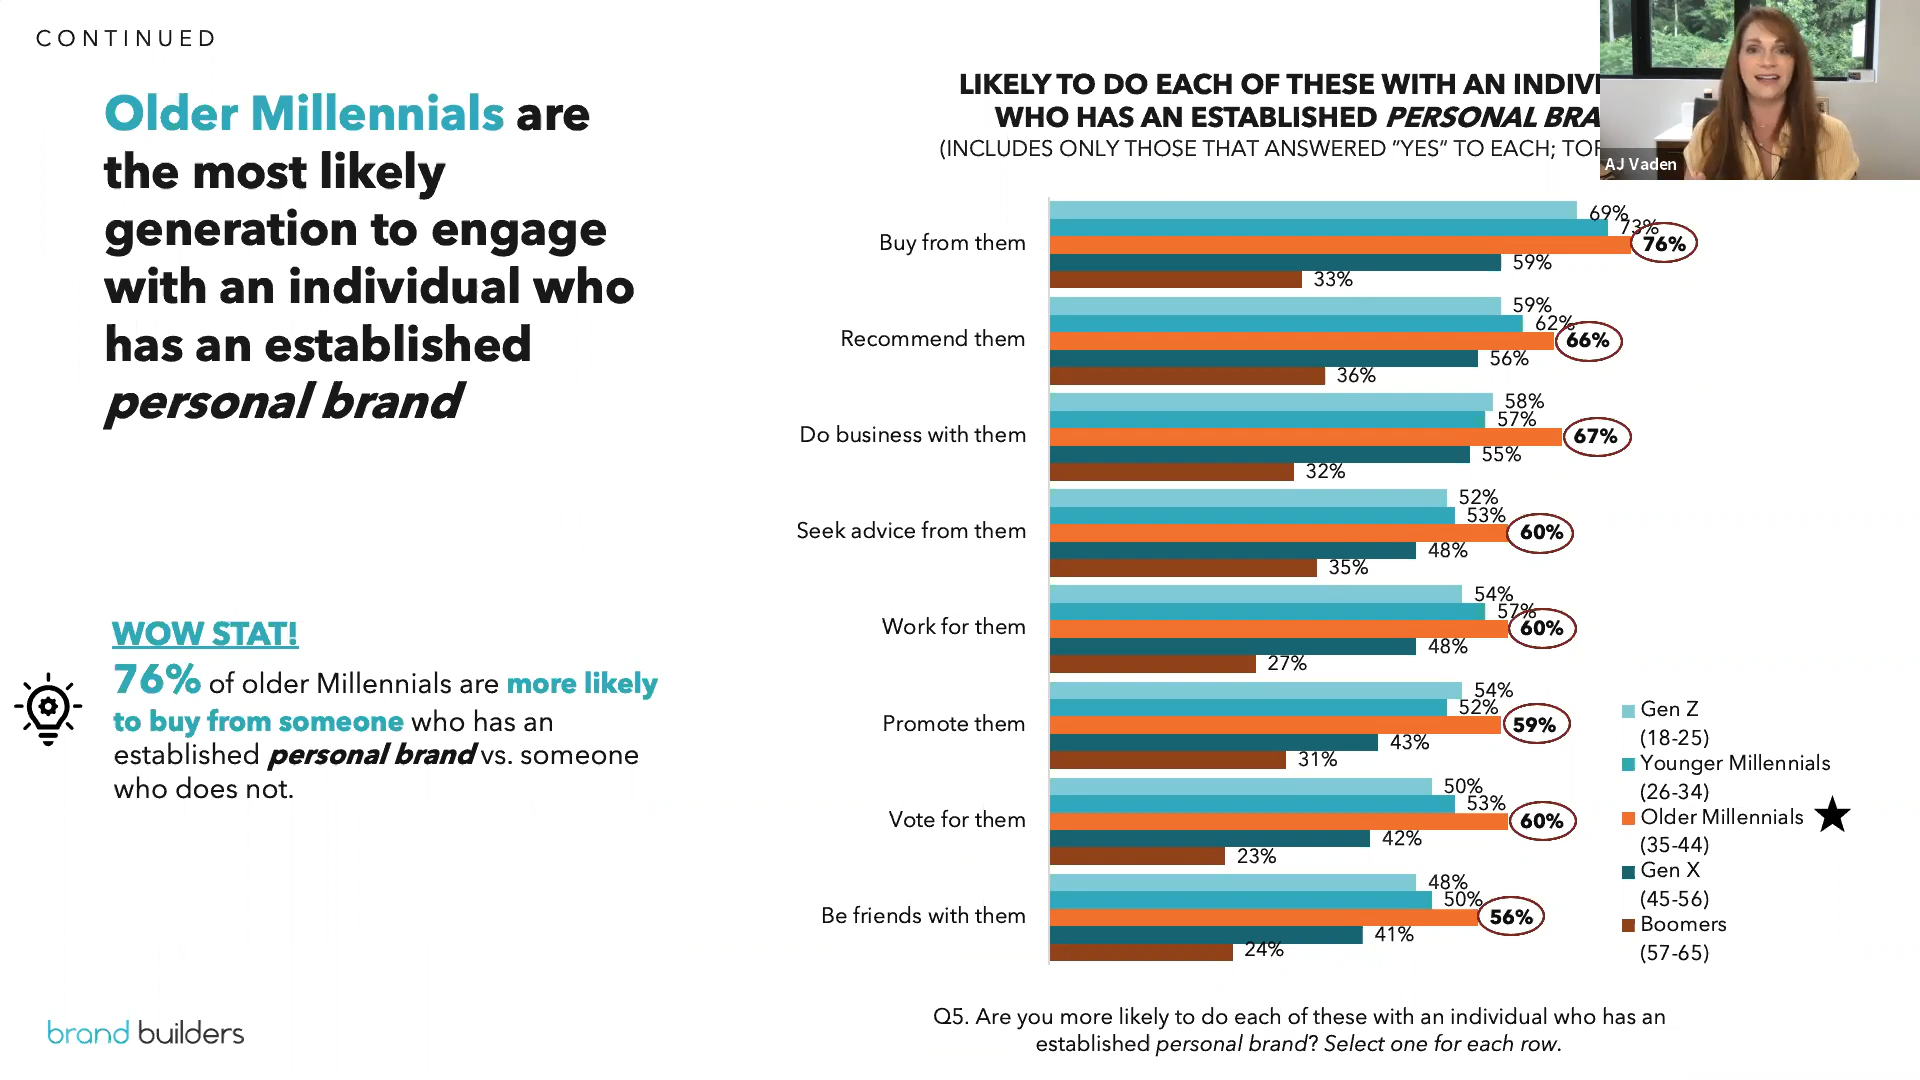 CONTINUED
Older Millennials are
the most likely
generation to engage
with an individual who
has an established
personal brand
WOW STAT!
76% of older Millennials are more likely
to buy from someone who has an
established personal brand vs. someone
who does not.
brand builders
LIKELY TO DO EACH OF THESE WITH AN
WHO HAS AN ESTABLISHED PERSONAL
(INCLUDES ONLY THOSE THAT ANSWERED "YES" TO EACH;
AJ Vaden
Buy from them
69%
73%
76%
59%
33%
Recommend them
59%
62%
66%
56%
36%
Do business with them
58%
57%
67%
55%
32%
Seek advice from them
52%
53%
60%
48%
35%
Work for them
54%
57%
60%
48%
27%
Promote them
54%
52%
59%
43%
31%
Vote for them
50%
53%
60%
42%
23%
Be friends with them
48%
50%
56%
41%
24%
Gen Z
(18-25)
Younger Millennials
(26-34)
Older Millennials
(35-44)
Gen X
(45-56)
Boomers
(57-65)
Q5. Are you more likely to do each of these with an individual who has an
established personal brand? Select one for each row.